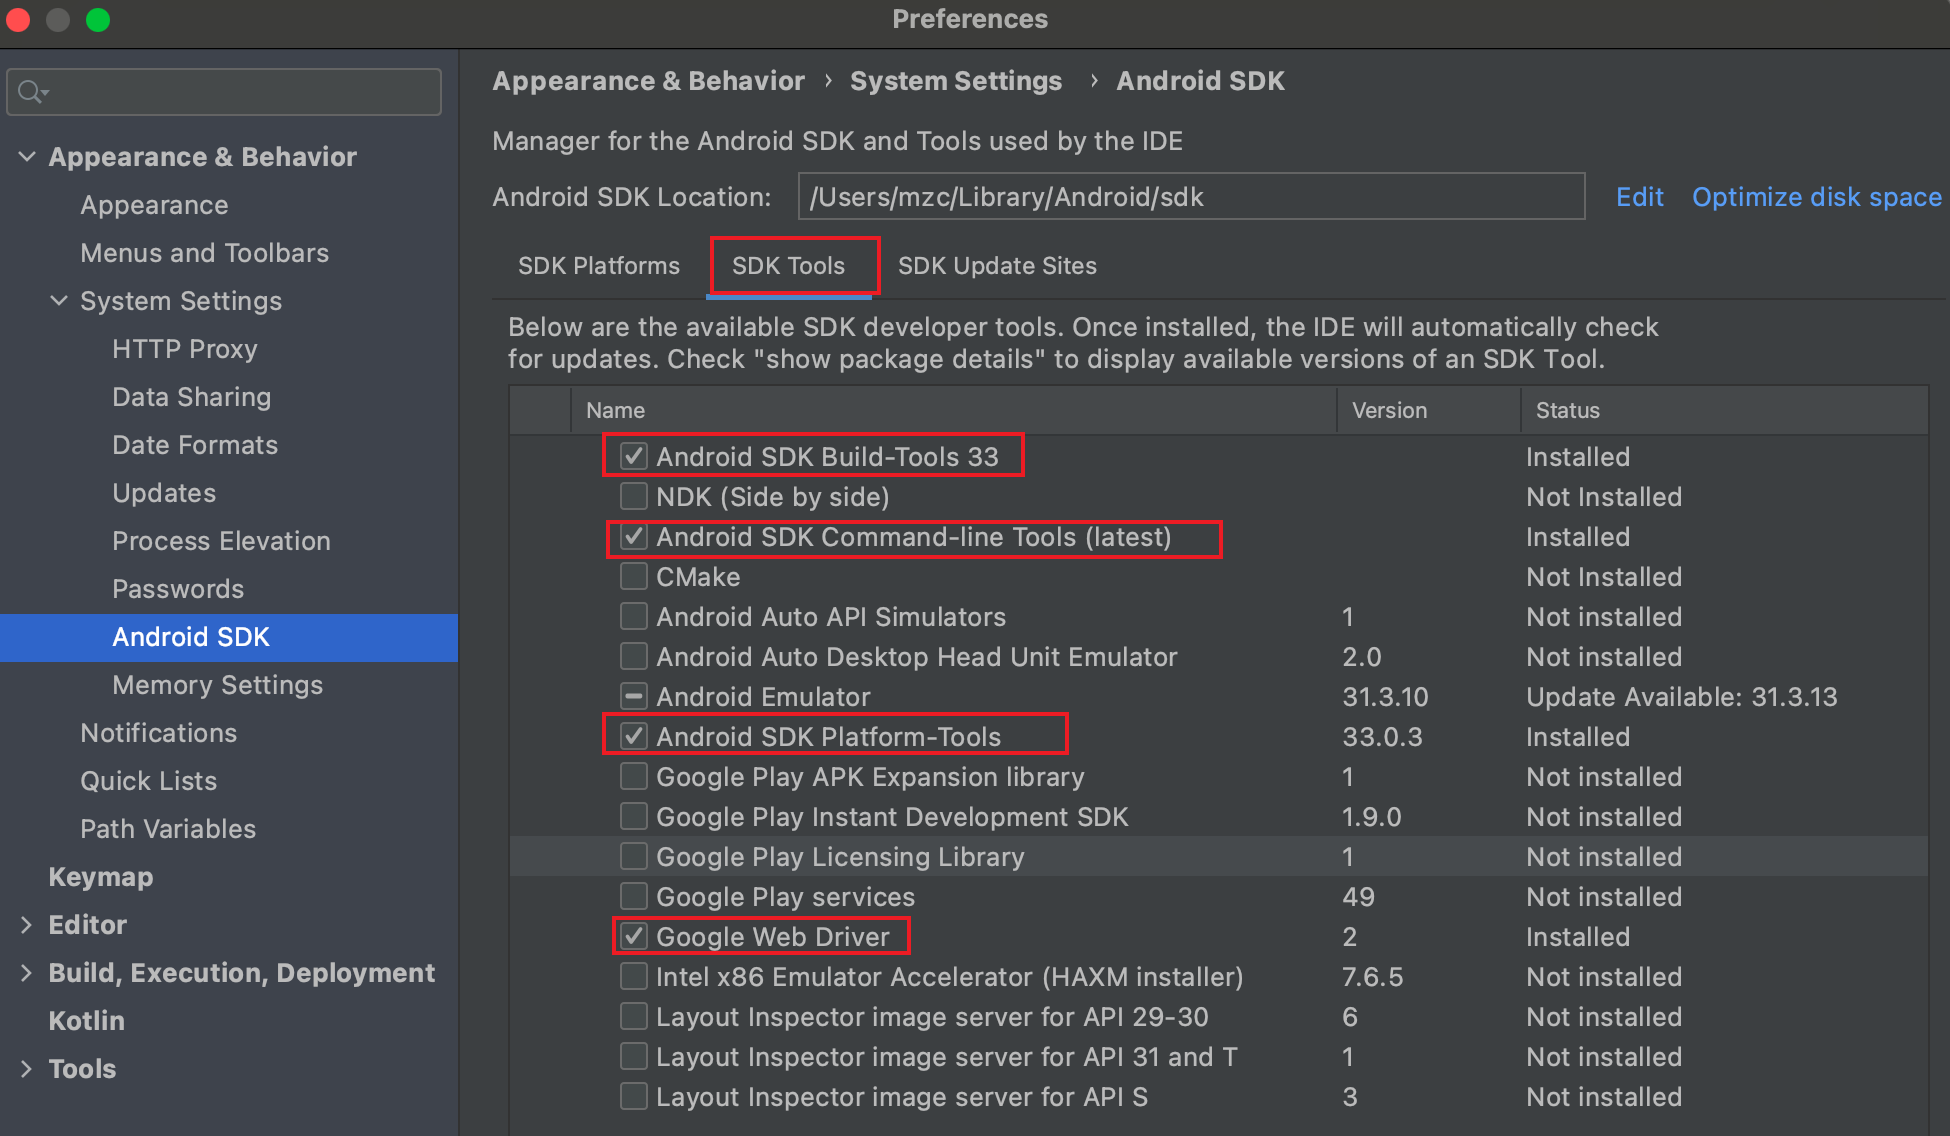 Preferences
Appearance & Behavior
Appearance
Menus and Toolbars
System Settings
HTTP Proxy
Data Sharing
Date Formats
Updates
Process Elevation
Passwords
Android SDK
Memory Settings
Notifications
Quick Lists
Path Variables
Keymap
Editor
Build, Execution, Deployment
Kotlin
Tools
Appearance & Behavior › System Settings › Android SDK
Manager for the Android SDK and Tools used by the IDE
Android SDK Location: /Users/mzc/Library/Android/sdk Edit Optimize disk space
SDK Platforms SDK Tools SDK Update Sites
Below are the available SDK developer tools. Once installed, the IDE will automatically check
for updates. Check "show package details" to display available versions of an SDK Tool.
Name Version Status
Android SDK Build-Tools 33 Installed
NDK (Side by side) Not Installed
Android SDK Command-line Tools (latest) Installed
CMake Not Installed
Android Auto API Simulators 1 Not installed
Android Auto Desktop Head Unit Emulator 2.0 Not installed
Android Emulator 31.3.10 Update Available: 31.3.13
Android SDK Platform-Tools 33.0.3 Installed
Google Play APK Expansion library 1 Not installed
Google Play Instant Development SDK 1.9.0 Not installed
Google Play Licensing Library 1 Not installed
Google Play services 49 Not installed
Google Web Driver 2 Installed
Intel x86 Emulator Accelerator (HAXM installer) 7.6.5 Not installed
Layout Inspector image server for API 29-30 6 Not installed
Layout Inspector image server for API 31 and T 1 Not installed
Layout Inspector image server for API S 3 Not installed